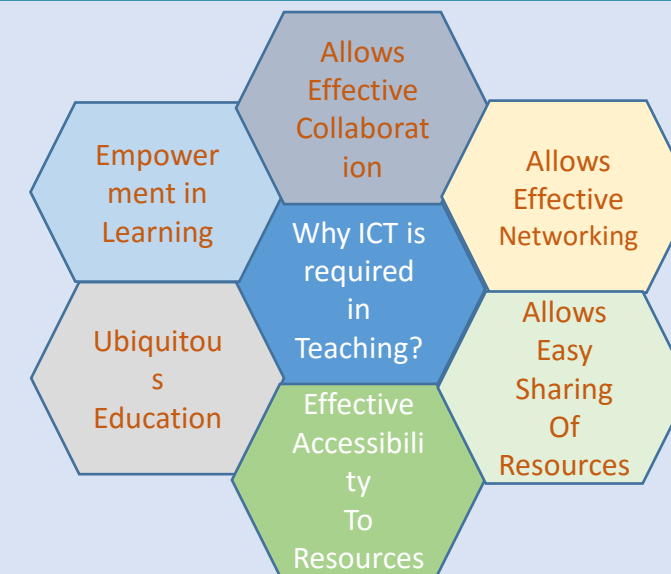 Allows
Effective
Collaborat
ion
Empower
ment in
Learning
Allows
Effective
Networking
Why ICT is
required
in
Teaching?
Ubiquitou
s
Education
Allows
Easy
Sharing
Of
Resources
Effective
Accessibili
ty
To
Resources